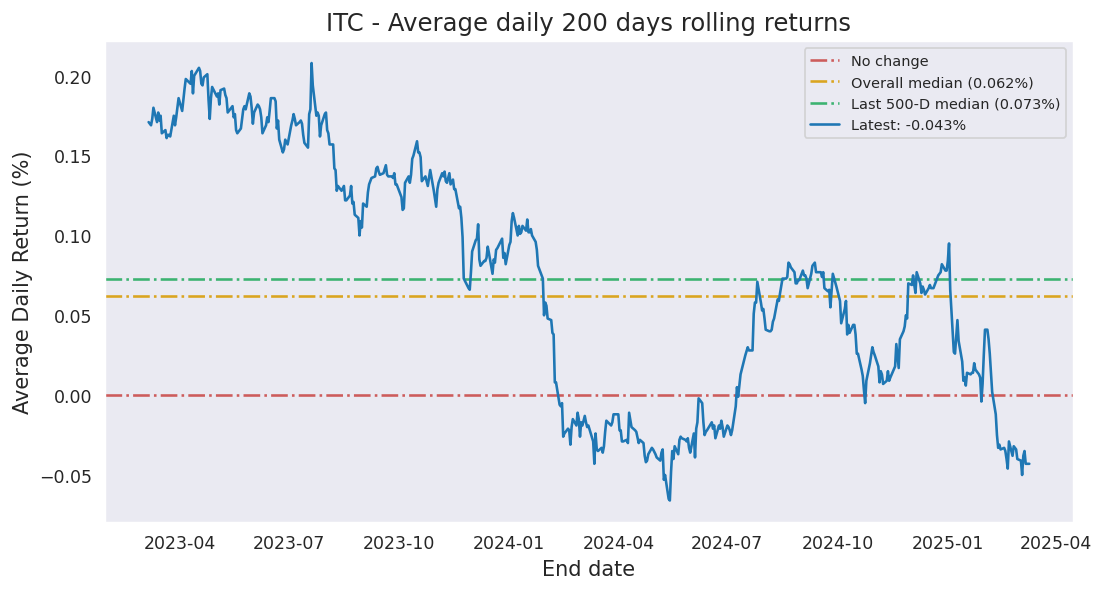 ITC - Average daily 200 days rolling returns
No change
Overall median (0.062%)
Last 500-D median (0.073%)
Latest: -0.043%
Average Daily Return (%)
0.20
0.15
0.10
0.05
0.00
−0.05
2023-04 2023-07 2023-10 2024-01 2024-04 2024-07 2024-10 2025-01 2025-04
End date